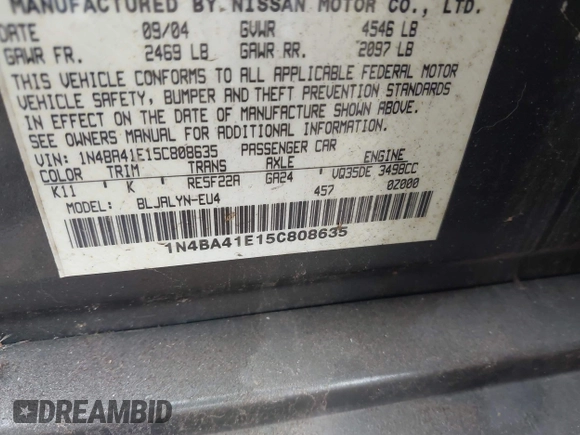 MANUFACTURED BY: NISSAN MOTOR CO., LTD.
DATE 09/04 GVWR 4546 LB
GAWR FR. 2469 LB GAWR RR. 2097 LB
THIS VEHICLE CONFORMS TO ALL APPLICABLE FEDERAL MOTOR
VEHICLE SAFETY, BUMPER AND THEFT PREVENTION STANDARDS
IN EFFECT ON THE DATE OF MANUFACTURE SHOWN ABOVE.
SEE OWNERS MANUAL FOR ADDITIONAL INFORMATION.
VIN: 1N4BA41E15C808635 PASSENGER CAR
COLOR TRIM TRANS AXLE ENGINE
K11 K RE5F22A GA24 VQ35DE 3498CC
MODEL: BLJALYN-EU4 457 0Z000
1N4BA41E15C808635
DREAMBID